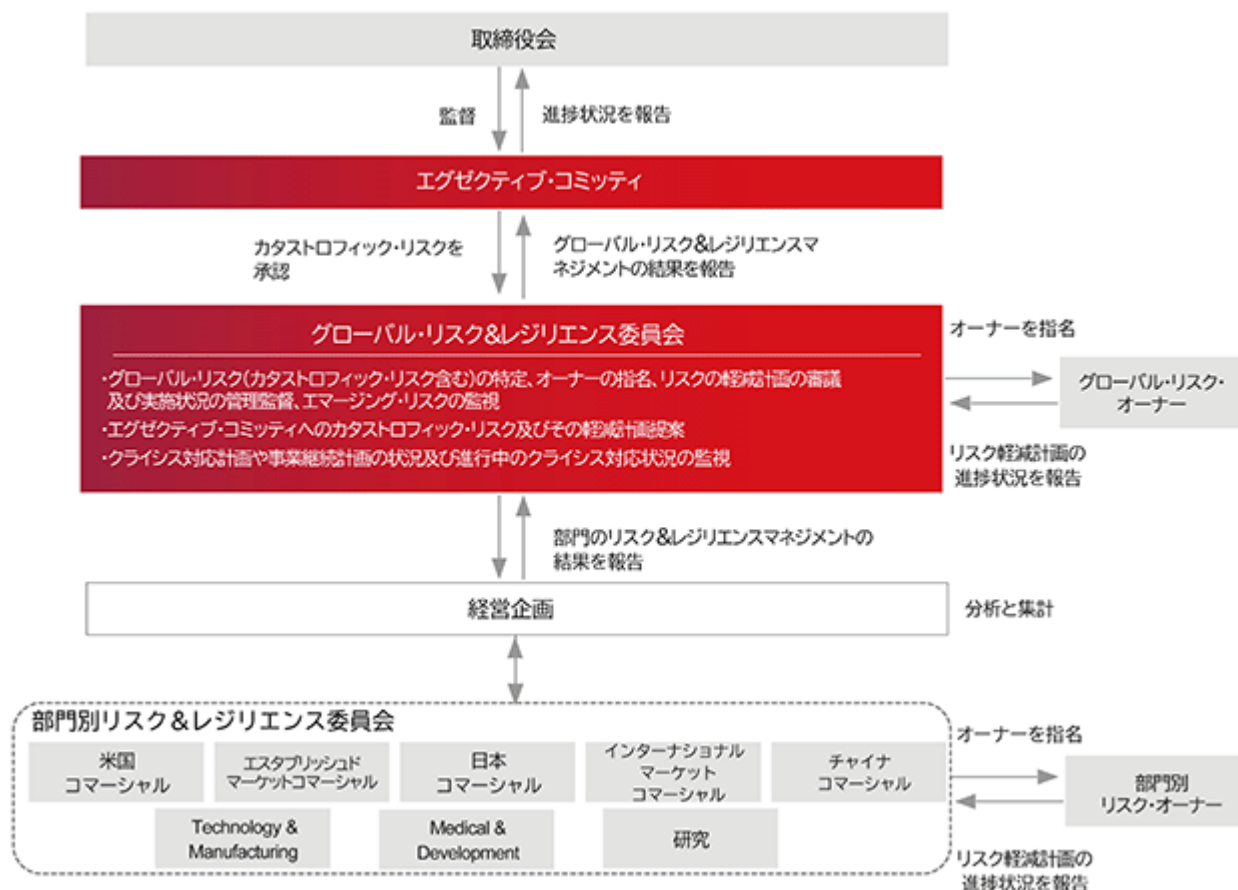 取締役会
監督
進捗状況を報告
エグゼクティブ・コミッティ
カタストロフィック・リスクを
承認
グローバル・リスク&レジリエンスマ
ネジメントの結果を報告
グローバル・リスク&レジリエンス委員会
・グローバル・リスク(カタストロフィック・リスク含む)の特定、オーナーの指名、リスクの軽減計画の審議
及び実施状況の管理監督、エマージング・リスクの監視
・エグゼクティブ・コミッティへのカタストロフィック・リスク及びその軽減計画提案
・クライシス対応計画や事業継続計画の状況及び進行中のクライシス対応状況の監視
オーナーを指名
グローバル・リスク・
オーナー
リスク軽減計画の
進捗状況を報告
部門のリスク&レジリエンスマネジメントの
結果を報告
経営企画
分析と集計
部門別リスク&レジリエンス委員会
米国
コマーシャル
エスタブリッシュド
マーケットコマーシャル
日本
コマーシャル
インターナショナル
マーケット
コマーシャル
チャイナ
コマーシャル
Technology &
Manufacturing
Medical &
Development
研究
オーナーを指名
部門別
リスク・オーナー
リスク軽減計画の
進捗状況を報告